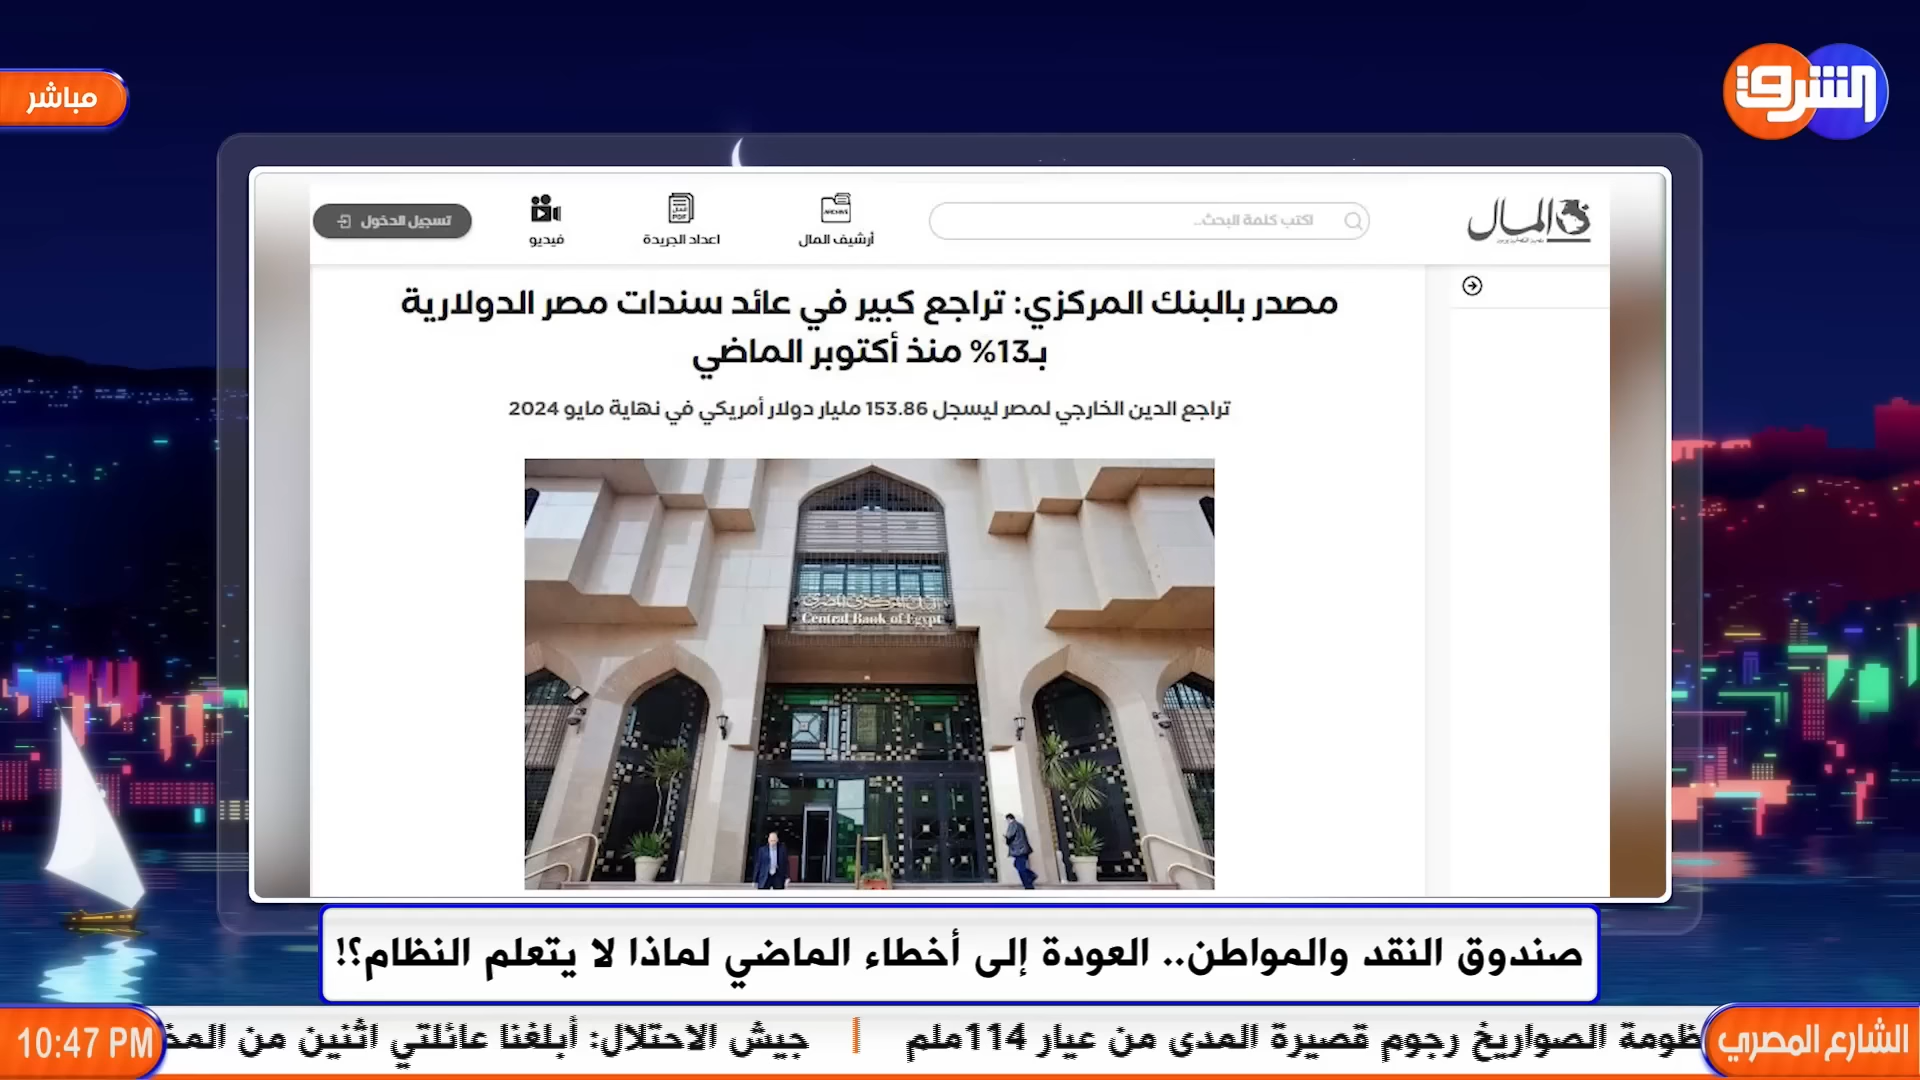 الشرق
مباشر
المال
اكتب كلمة البحث...
أرشيف المال
ARCHIVE
اعداد الجريدة
PDF
فيديو
تسجيل الدخول
مصدر بالبنك المركزي: تراجع كبير في عائد سندات مصر الدولارية
بـ13% منذ أكتوبر الماضي
تراجع الدين الخارجي لمصر ليسجل 153.86 مليار دولار أمريكي في نهاية مايو 2024
البنك المركزي المصري
Central Bank of Egypt
صندوق النقد والمواطن.. العودة إلى أخطاء الماضي لماذا لا يتعلم النظام؟!
الشارع المصري
ظومة الصواريخ رجوم قصيرة المدى من عيار 114ملم | جيش الاحتلال: أبلغنا عائلتي اثنين من المخ
10:47 PM